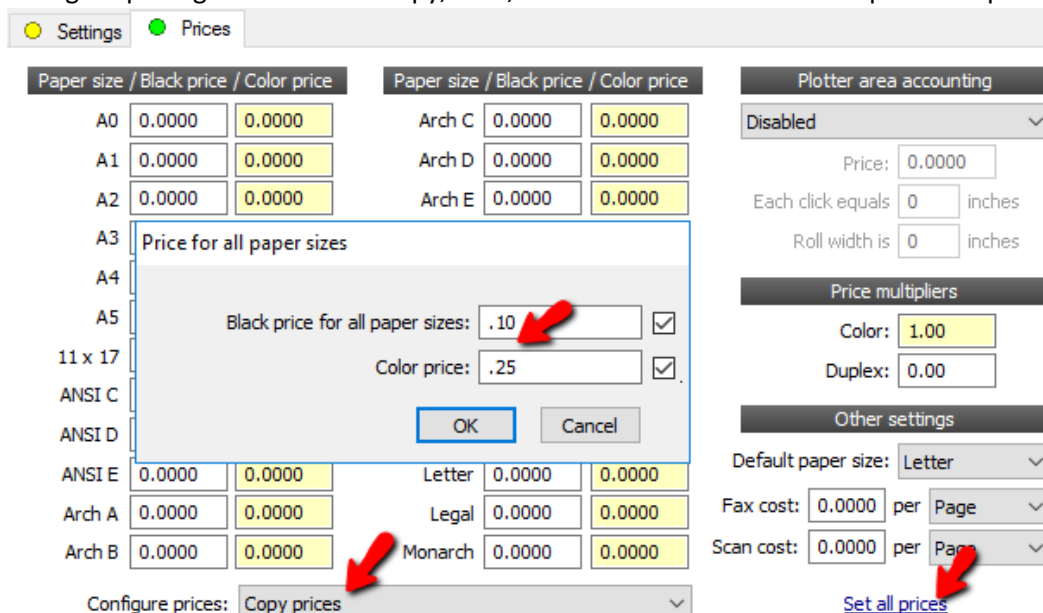 Settings Prices
Paper size / Black price / Color price Paper size / Black price / Color price Plotter area accounting
A0 0.0000 0.0000 Arch C 0.0000 0.0000 Disabled
A1 0.0000 0.0000 Arch D 0.0000 0.0000 Price: 0.0000
A2 0.0000 0.0000 Arch E 0.0000 0.0000 Each click equals 0 inches
A3 Price for all paper sizes Roll width is 0 inches
A4 Price multipliers
A5 Black price for all paper sizes: .10 Color: 1.00
11 x 17 Color price: .25 Duplex: 0.00
ANSI C
ANSI D OK Cancel Other settings
ANSI E 0.0000 0.0000 Letter 0.0000 0.0000 Default paper size: Letter
Arch A 0.0000 0.0000 Legal 0.0000 0.0000 Fax cost: 0.0000 per Page
Arch B 0.0000 0.0000 Monarch 0.0000 0.0000 Scan cost: 0.0000 per Page
Configure prices: Copy prices Set all prices